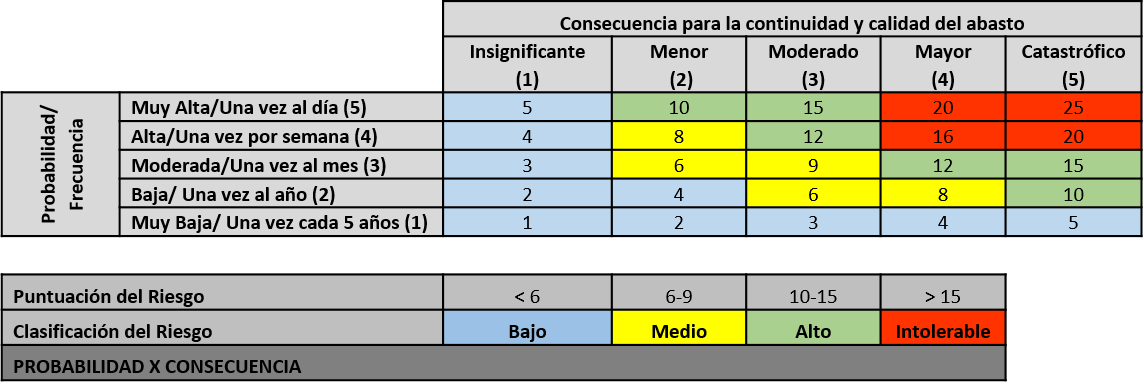 Consecuencia para la continuidad y calidad del abasto
Insignificante (1) Menor (2) Moderado (3) Mayor (4) Catastrófico (5)
Probabilidad/ Frecuencia
Muy Alta/Una vez al día (5) 5 10 15 20 25
Alta/Una vez por semana (4) 4 8 12 16 20
Moderada/Una vez al mes (3) 3 6 9 12 15
Baja/ Una vez al año (2) 2 4 6 8 10
Muy Baja/ Una vez cada 5 años (1) 1 2 3 4 5
Puntuación del Riesgo < 6 6-9 10-15 > 15
Clasificación del Riesgo Bajo Medio Alto Intolerable
PROBABILIDAD X CONSECUENCIA